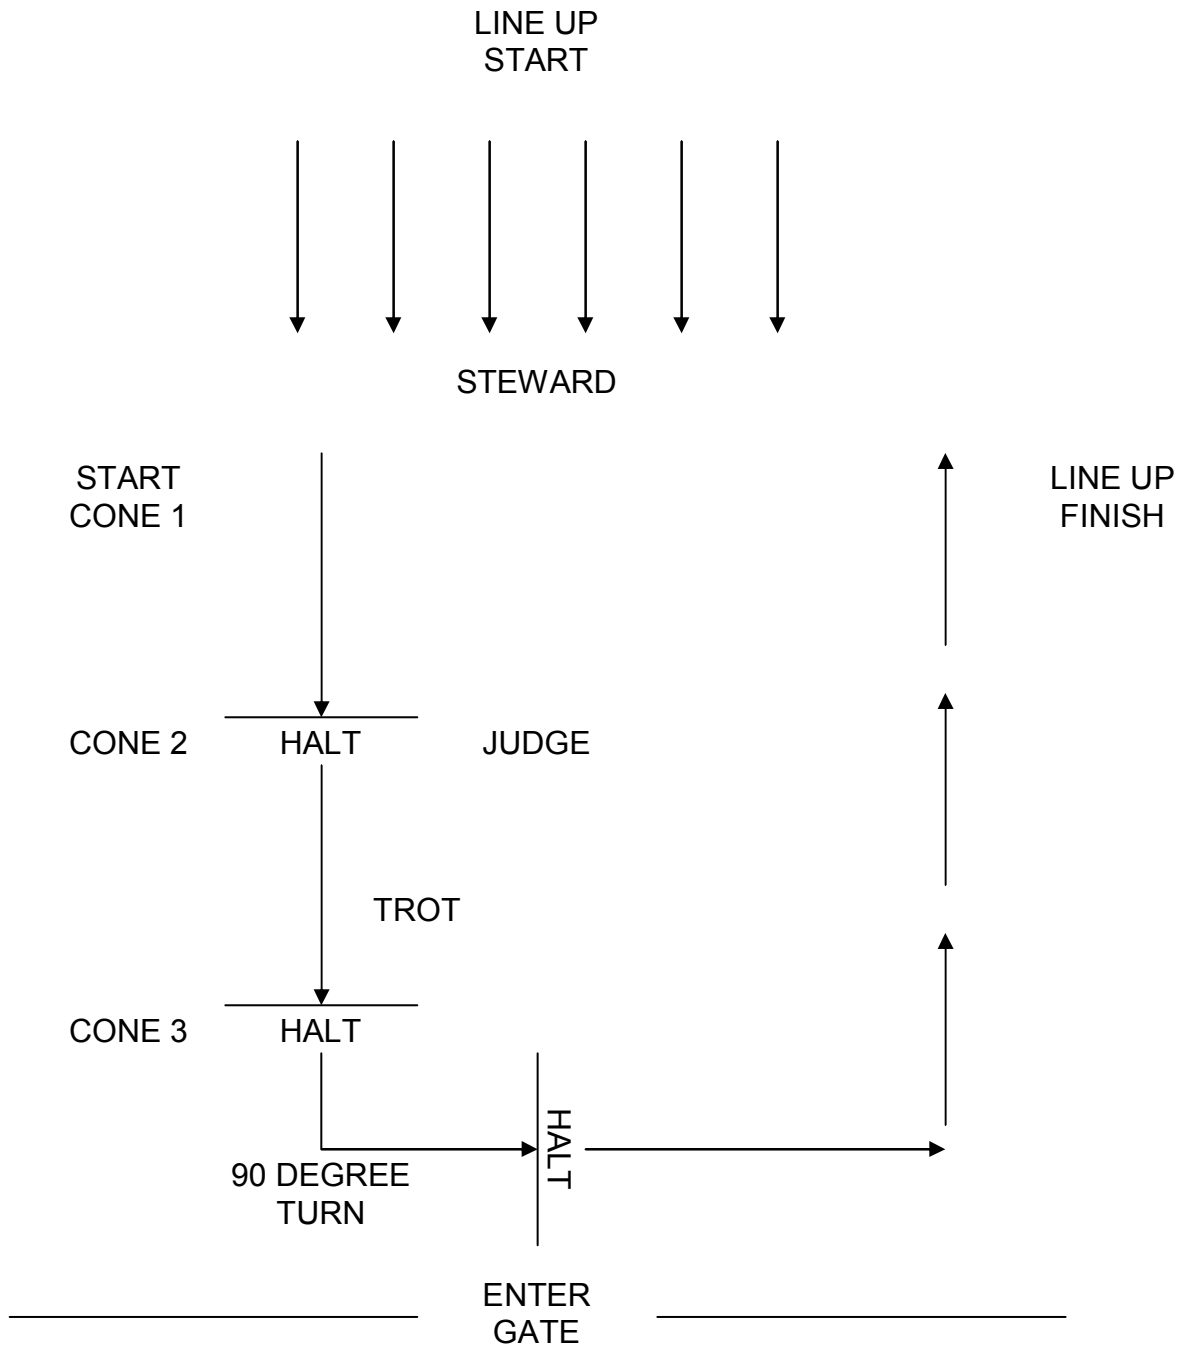 LINE UP
START
STEWARD
START
CONE 1
LINE UP
FINISH
CONE 2
HALT
JUDGE
TROT
CONE 3
HALT
HALT
90 DEGREE
TURN
ENTER
GATE